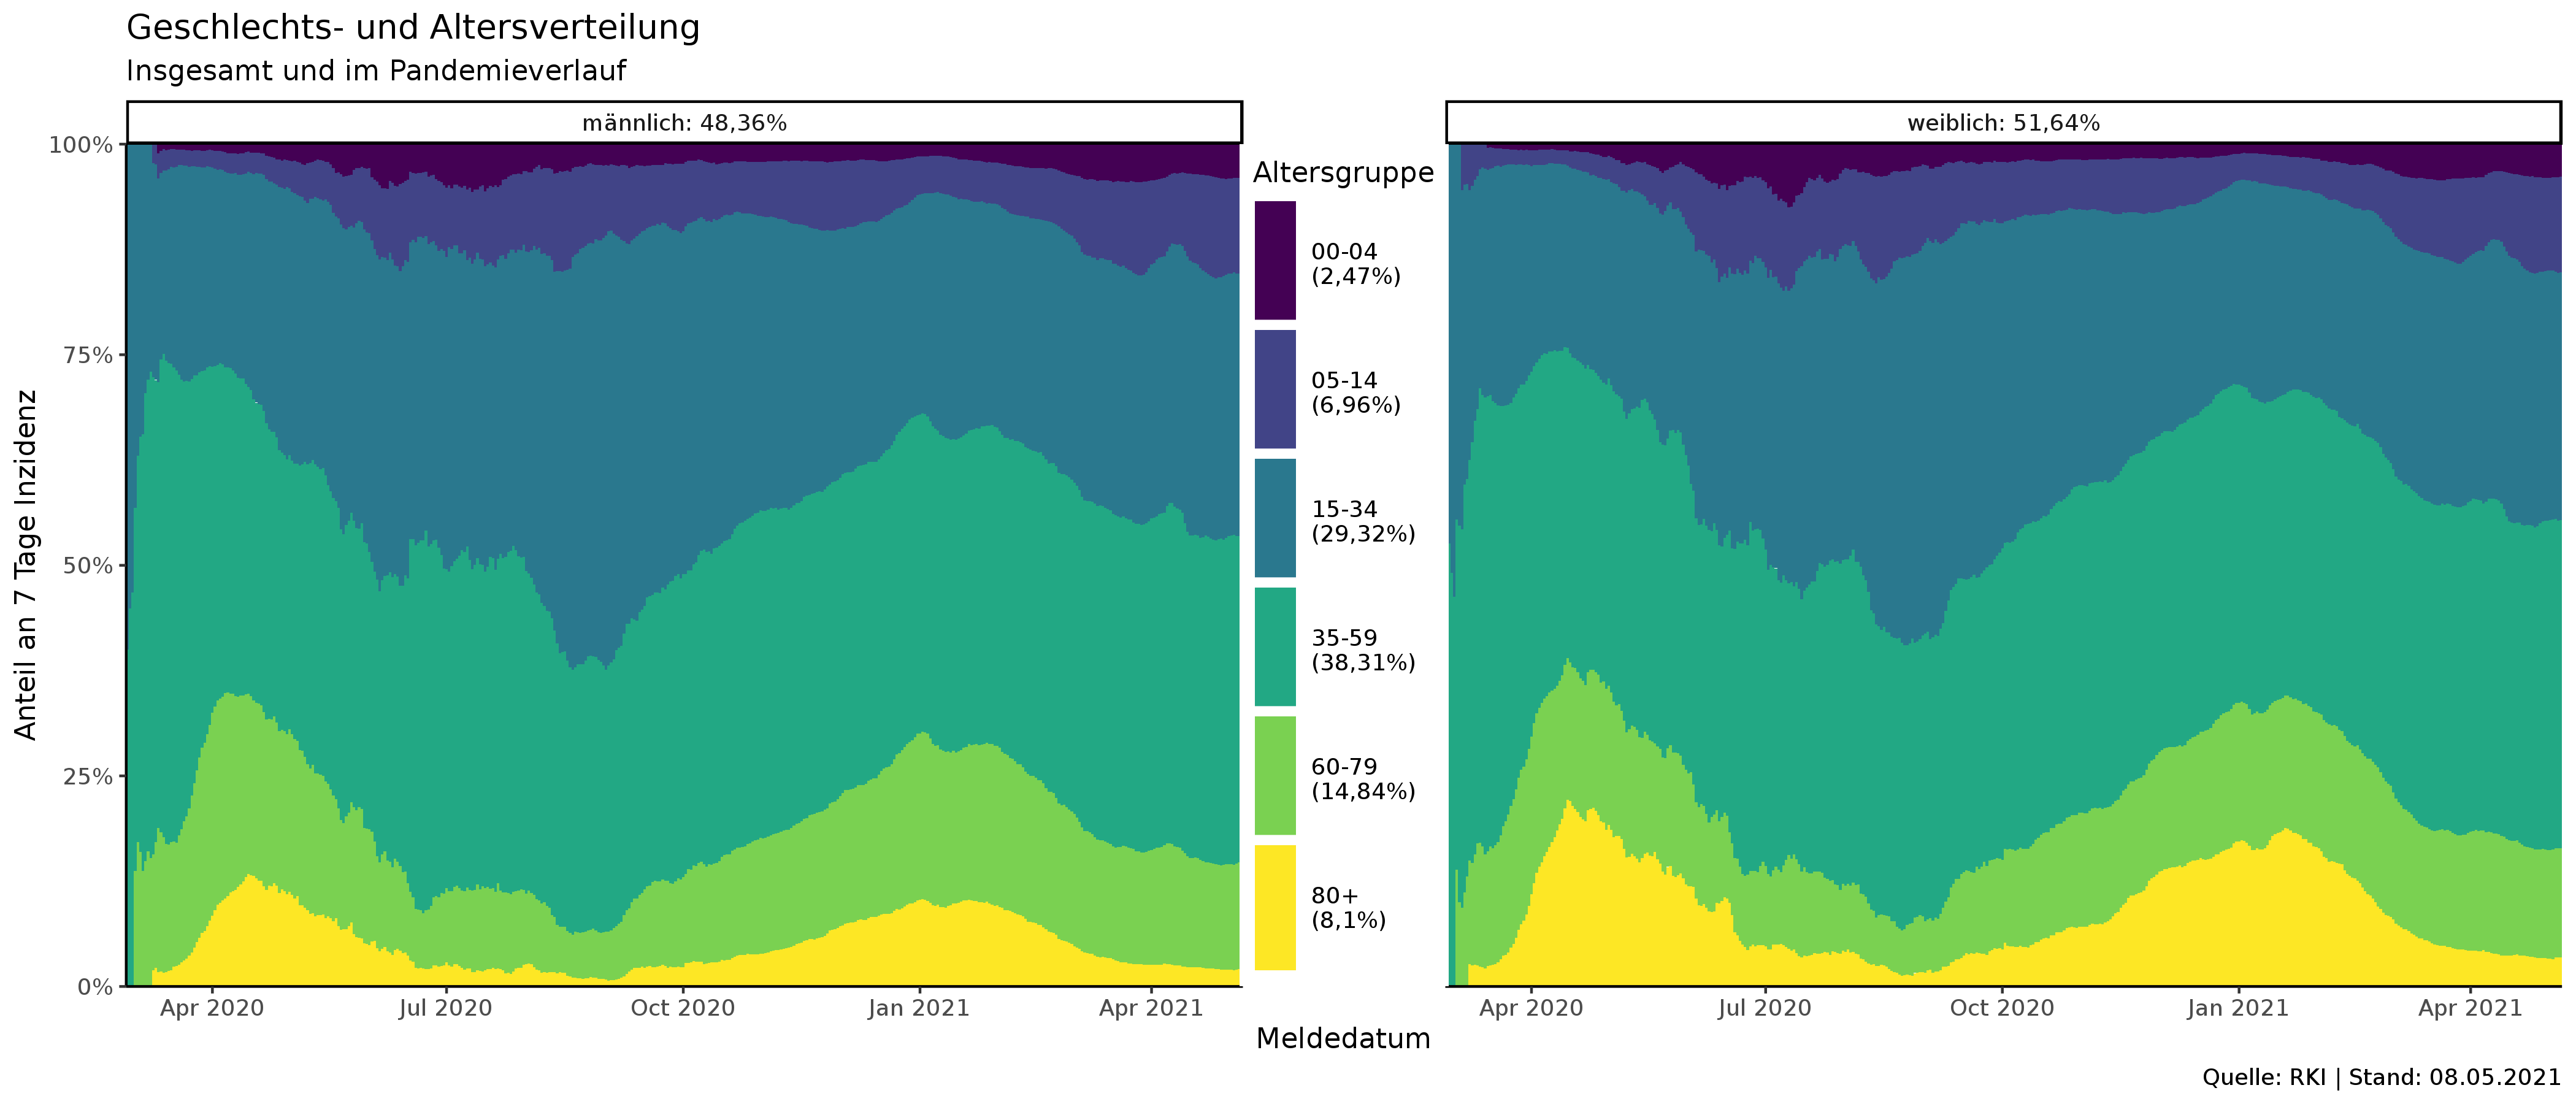 Geschlechts- und Altersverteilung
Insgesamt und im Pandemieverlauf
männlich: 48,36%
weiblich: 51,64%
Anteil an 7 Tage Inzidenz
100%
75%
50%
25%
0%
Altersgruppe
00-04
(2,47%)
05-14
(6,96%)
15-34
(29,32%)
35-59
(38,31%)
60-79
(14,84%)
80+
(8,1%)
Apr 2020 Jul 2020 Oct 2020 Jan 2021 Apr 2021
Apr 2020 Jul 2020 Oct 2020 Jan 2021 Apr 2021
Meldedatum
Quelle: RKI | Stand: 08.05.2021